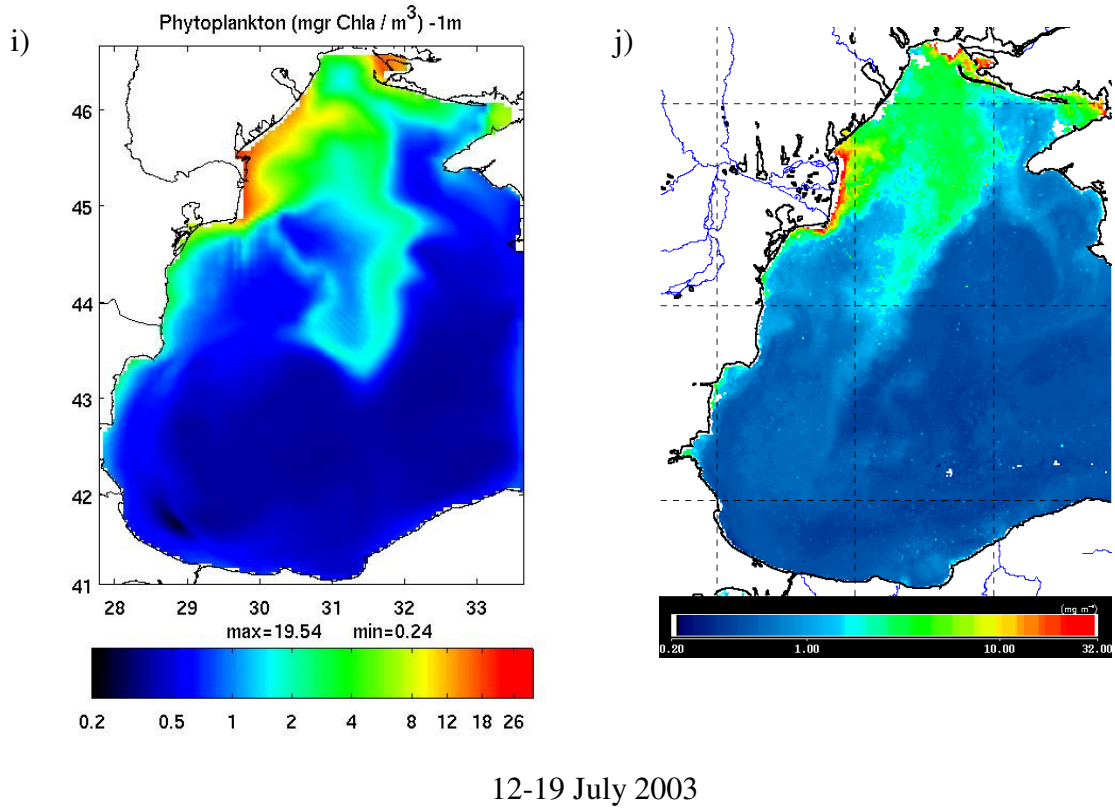 i)
Phytoplankton (mgr Chla / m³) -1m
j)
46
45
44
43
42
41
28 29 30 31 32 33
max=19.54 min=0.24
0.2 0.5 1 2 4 8 12 18 26
0.20 1.00 10.00 32.00
12-19 July 2003